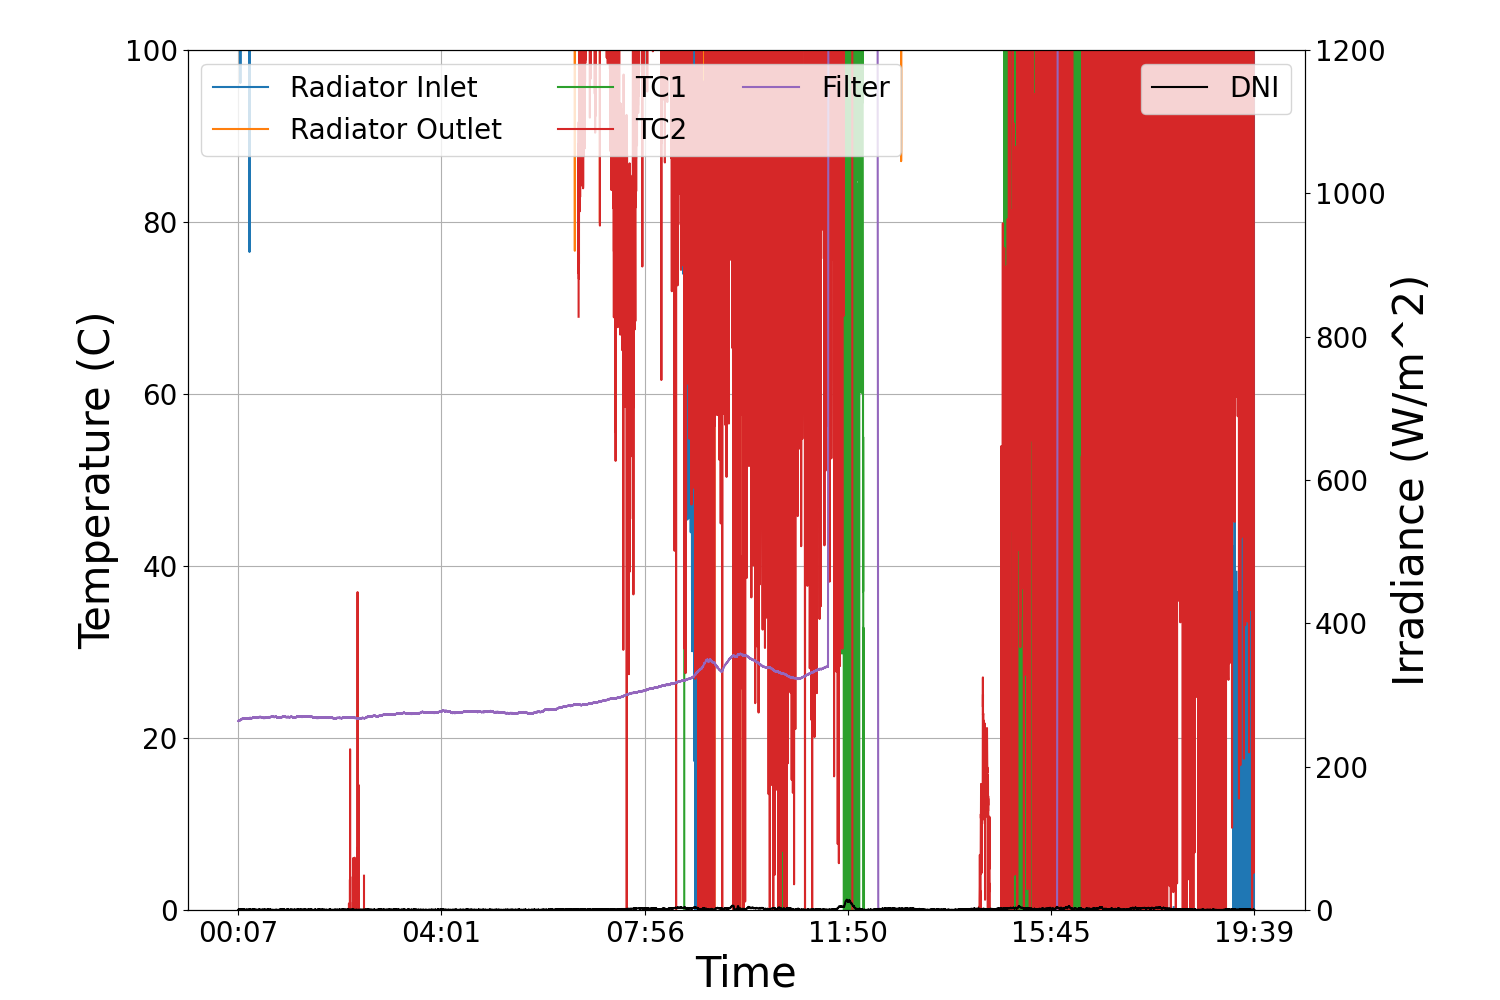 100
80
60
40
20
0
Temperature (C)
Radiator Inlet
Radiator Outlet
TC1
TC2
Filter
DNI
1200
1000
800
600
400
200
0
Irradiance (W/m^2)
00:07 04:01 07:56 11:50 15:45 19:39
Time